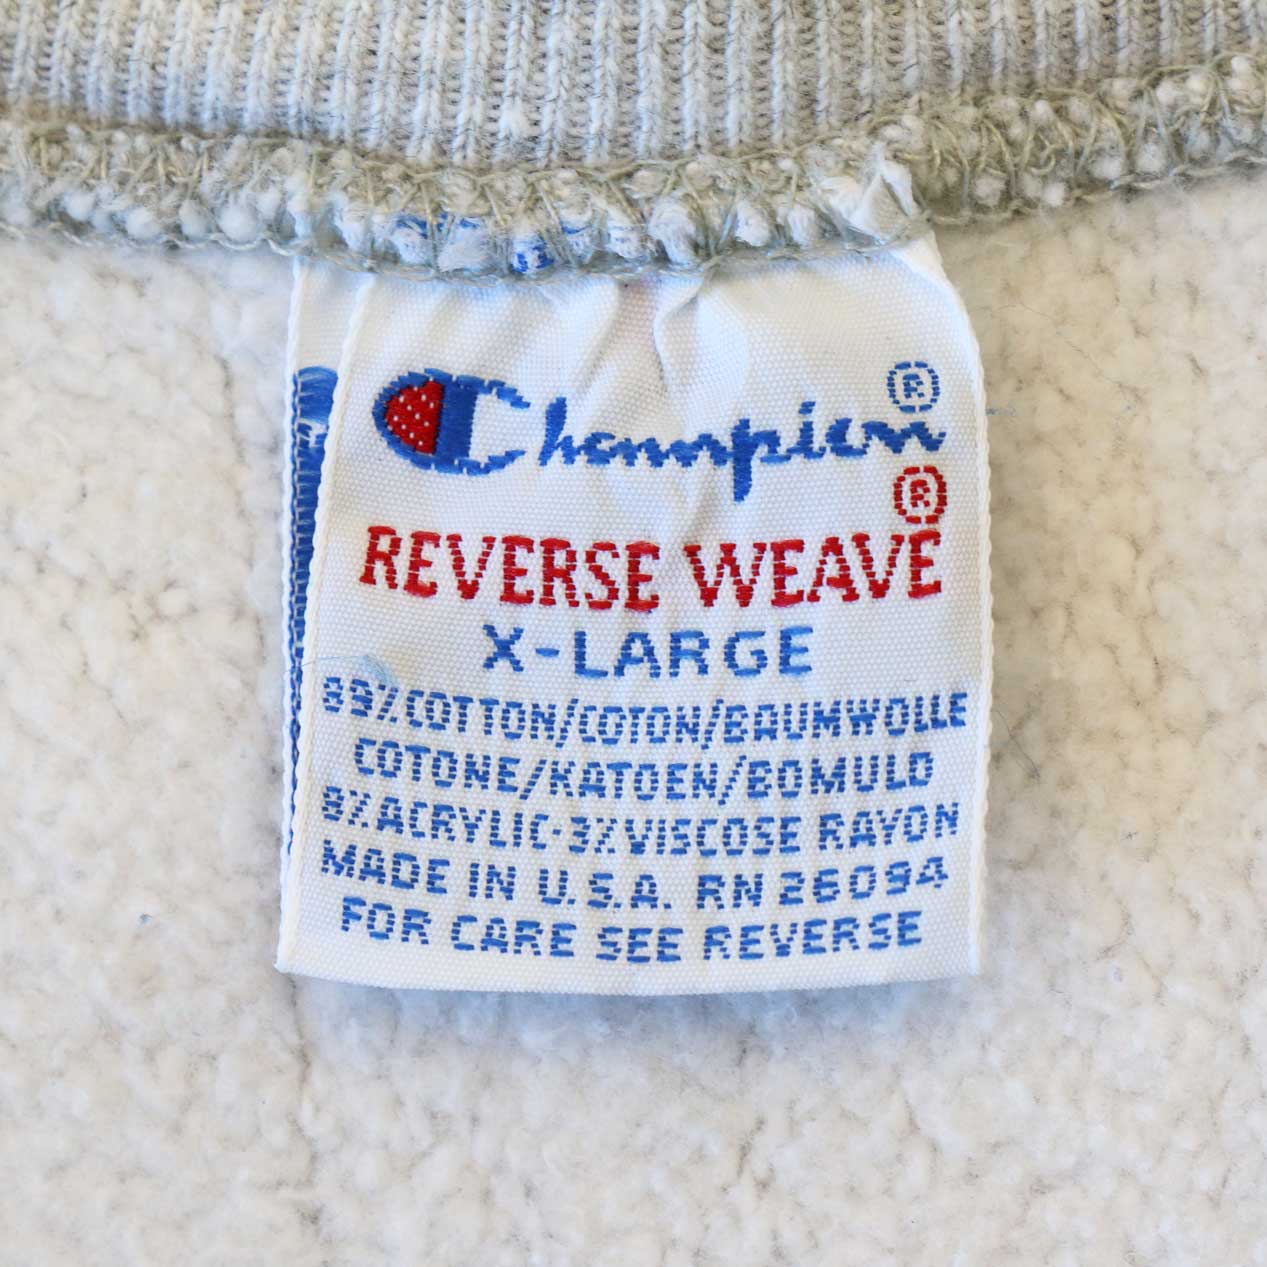 Champion®
REVERSE WEAVE®
X-LARGE
89%COTTON/COTON/BAUMWOLLE
COTONE/KATOEN/BOMULD
8%ACRYLIC-3%VISCOSE RAYON
MADE IN U.S.A. RN 26094
FOR CARE SEE REVERSE